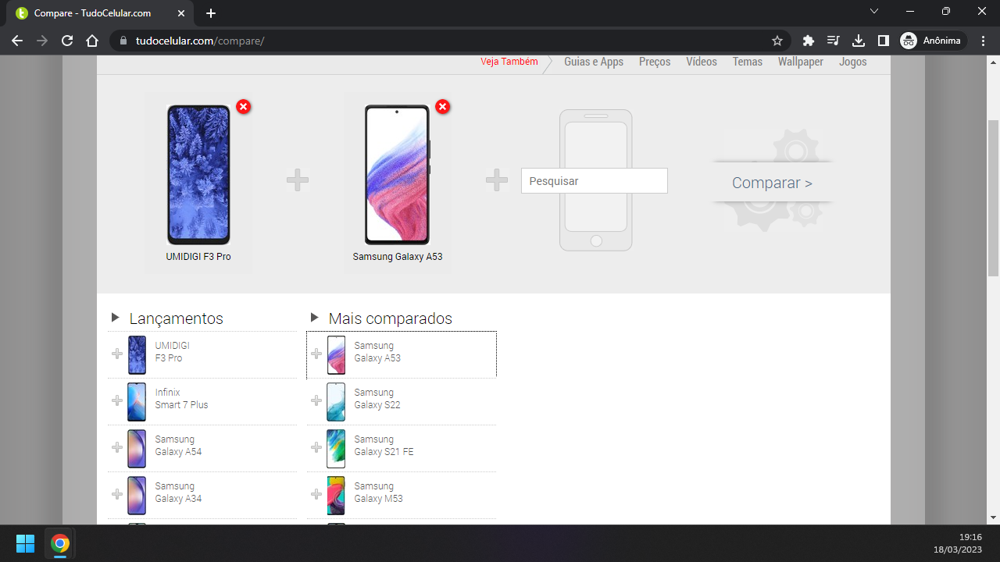 Compare - TudoCelular.com
tudocelular.com/compare/
Anônima
Veja Também
Guias e Apps
Preços
Vídeos
Temas
Wallpaper
Jogos
Pesquisar
Comparar >
UMIDIGI F3 Pro
Samsung Galaxy A53
Lançamentos
UMIDIGI
F3 Pro
Infinix
Smart 7 Plus
Samsung
Galaxy A54
Samsung
Galaxy A34
Mais comparados
Samsung
Galaxy A53
Samsung
Galaxy S22
Samsung
Galaxy S21 FE
Samsung
Galaxy M53
19:16
18/03/2023